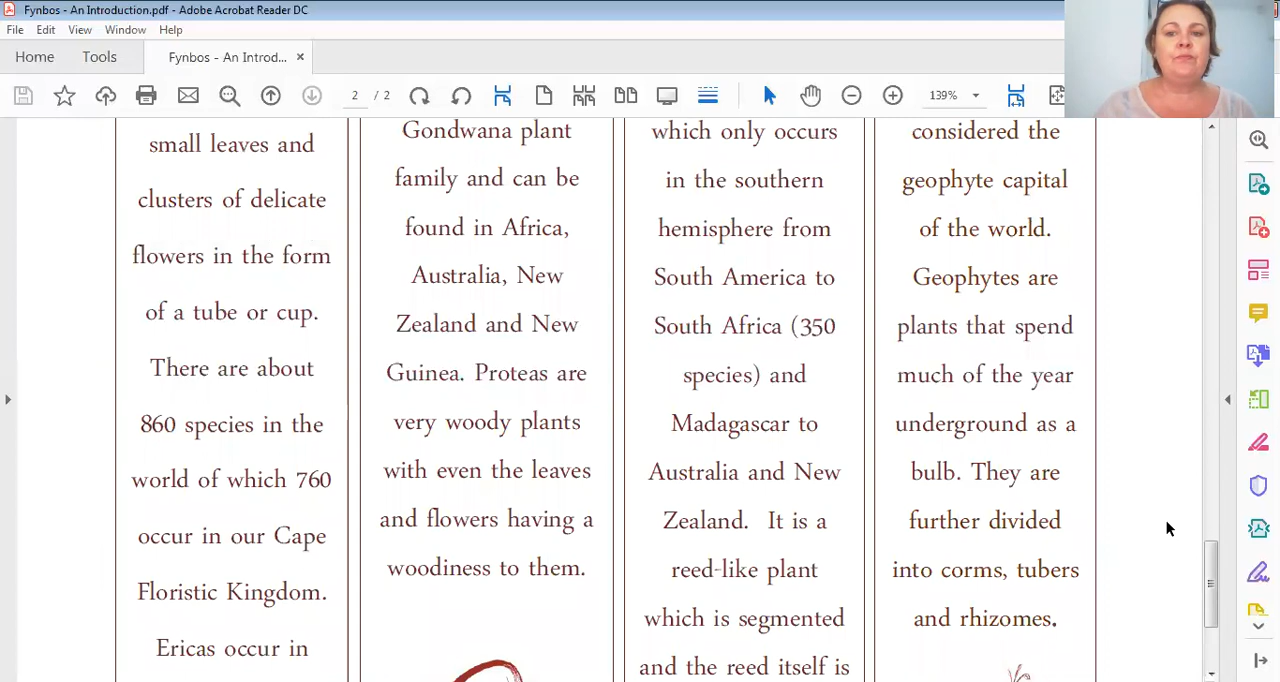 Fynbos - An Introduction.pdf - Adobe Acrobat Reader DC
File Edit View Window Help
Home Tools Fynbos - An Introd... ×
2 / 2 139%
small leaves and
clusters of delicate
flowers in the form
of a tube or cup.
There are about
860 species in the
world of which 760
occur in our Cape
Floristic Kingdom.
Ericas occur in
Gondwana plant
family and can be
found in Africa,
Australia, New
Zealand and New
Guinea. Proteas are
very woody plants
with even the leaves
and flowers having a
woodiness to them.
which only occurs
in the southern
hemisphere from
South America to
South Africa (350
species) and
Madagascar to
Australia and New
Zealand. It is a
reed-like plant
which is segmented
and the reed itself is
considered the
geophyte capital
of the world.
Geophytes are
plants that spend
much of the year
underground as a
bulb. They are
further divided
into corms, tubers
and rhizomes.